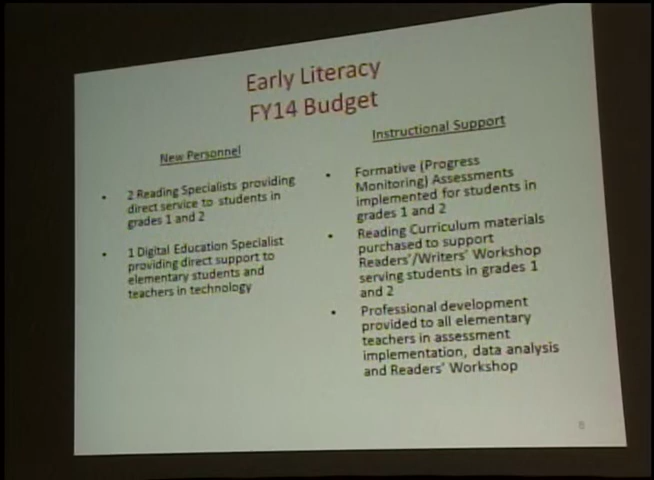 Early Literacy
FY14 Budget
New Personnel
• 2 Reading Specialists providing
direct service to students in
grades 1 and 2
• 1 Digital Education Specialist
providing direct support to
elementary students and
teachers in technology
Instructional Support
• Formative (Progress
Monitoring) Assessments
implemented for students in
grades 1 and 2
• Reading Curriculum materials
purchased to support
Readers'/Writers' Workshop
serving students in grades 1
and 2
• Professional development
provided to all elementary
teachers in assessment
implementation, data analysis
and Readers' Workshop
8